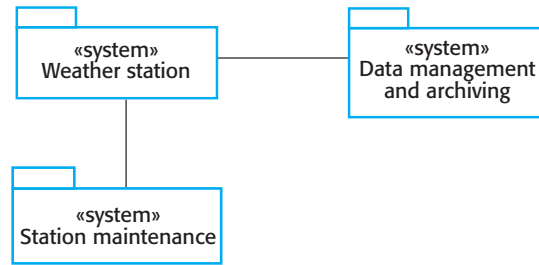 «system»
Weather station
«system»
Data management
and archiving
«system»
Station maintenance